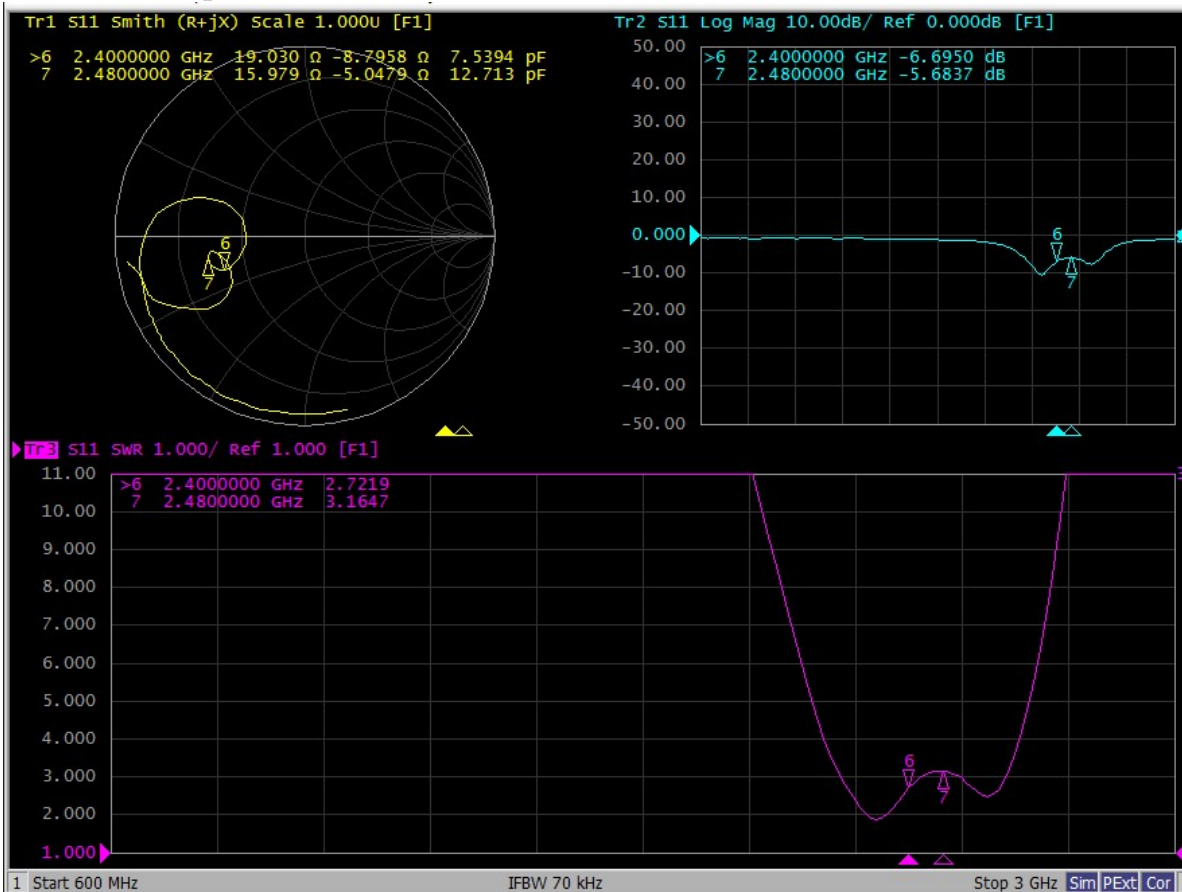 Tr1 S11 Smith (R+jX) Scale 1.000U [F1]
>6 2.4000000 GHz 19.030 Ω -8.7958 Ω 7.5394 pF
7 2.4800000 GHz 15.979 Ω -5.0479 Ω 12.713 pF
6
7
Tr2 S11 Log Mag 10.00dB/ Ref 0.000dB [F1]
50.00
>6 2.4000000 GHz -6.6950 dB
7 2.4800000 GHz -5.6837 dB
40.00
30.00
20.00
10.00
0.000
6
-10.00
7
-20.00
-30.00
-40.00
-50.00
Tr3 S11 SWR 1.000/ Ref 1.000 [F1]
11.00
>6 2.4000000 GHz 2.7219
7 2.4800000 GHz 3.1647
10.00
9.000
8.000
7.000
6.000
5.000
4.000
3.000
6
7
2.000
1.000
1 Start 600 MHz IFBW 70 kHz Stop 3 GHz Sim PExt Cor